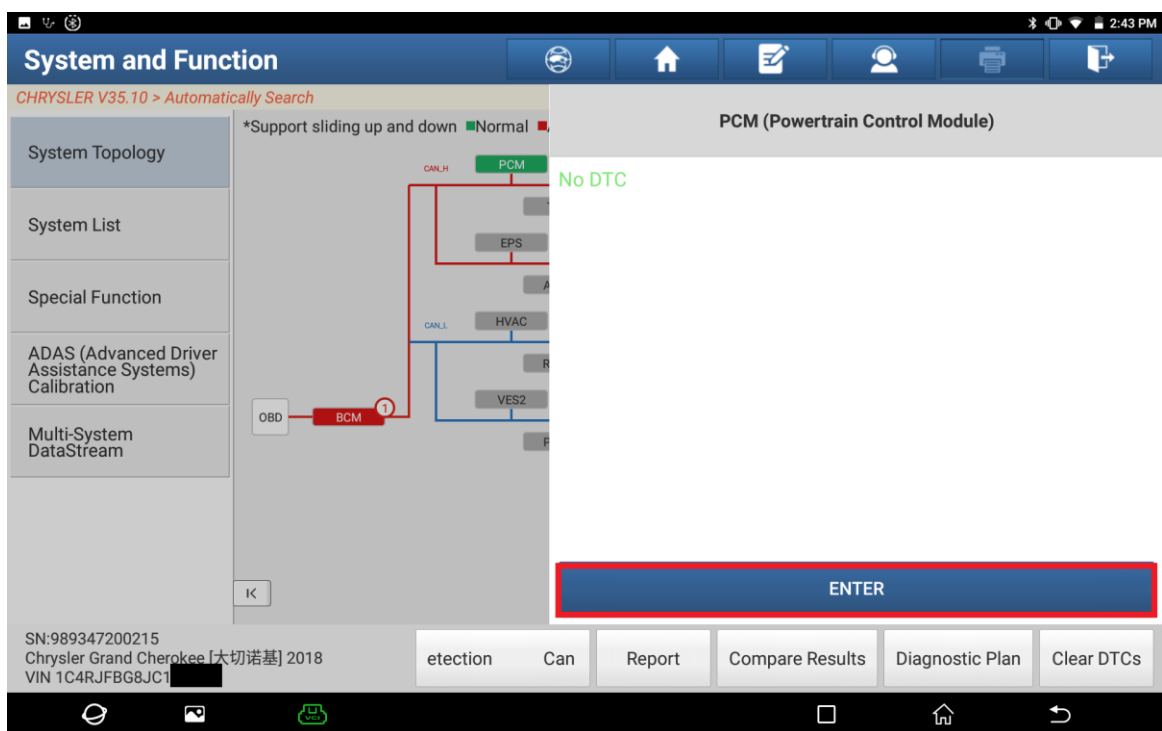 2:43 PM
System and Function
CHRYSLER V35.10 > Automatically Search
*Support sliding up and down Normal
PCM (Powertrain Control Module)
System Topology
System List
Special Function
ADAS (Advanced Driver
Assistance Systems)
Calibration
Multi-System
DataStream
CAN_H
PCM
EPS
CAN_L
HVAC
VES2
OBD
BCM
1
No DTC
ENTER
SN:989347200215
Chrysler Grand Cherokee [大切诺基] 2018
VIN 1C4RJFBG8JC1
etection Can
Report
Compare Results
Diagnostic Plan
Clear DTCs
VCI